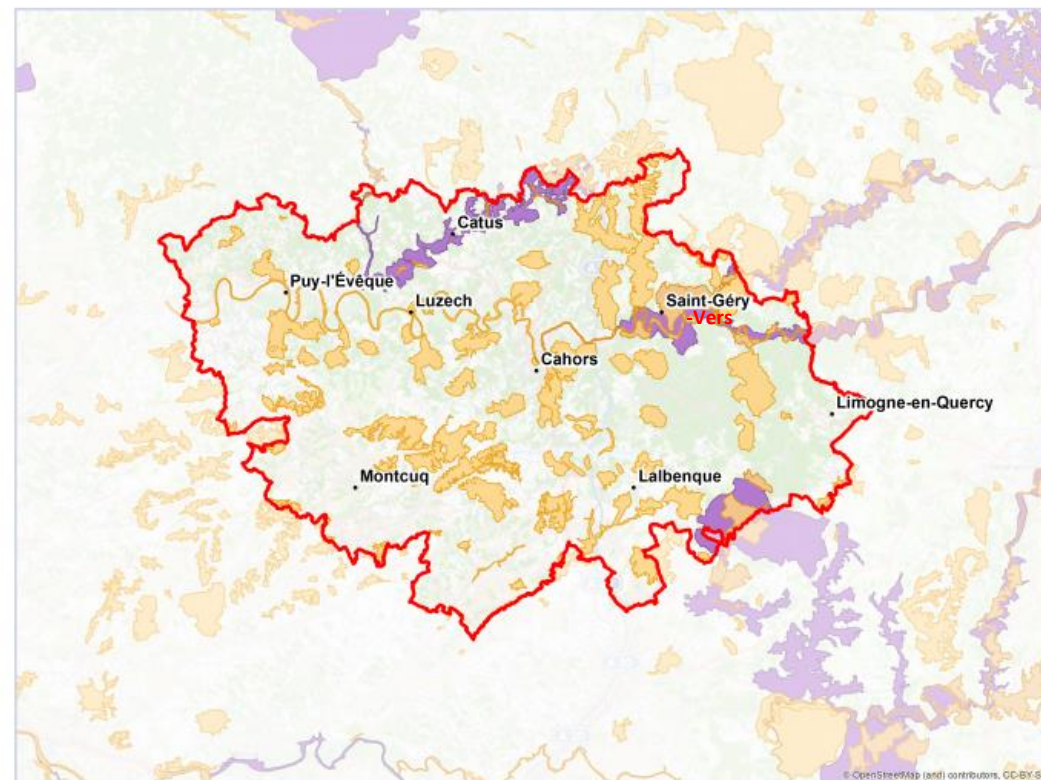 Catus
Puy-l'Évêque
Luzech
Saint-Géry
-Vers
Cahors
Limogne-en-Quercy
Montcuq
Lalbenque
© OpenStreetMap (and) contributors, CC-BY-S